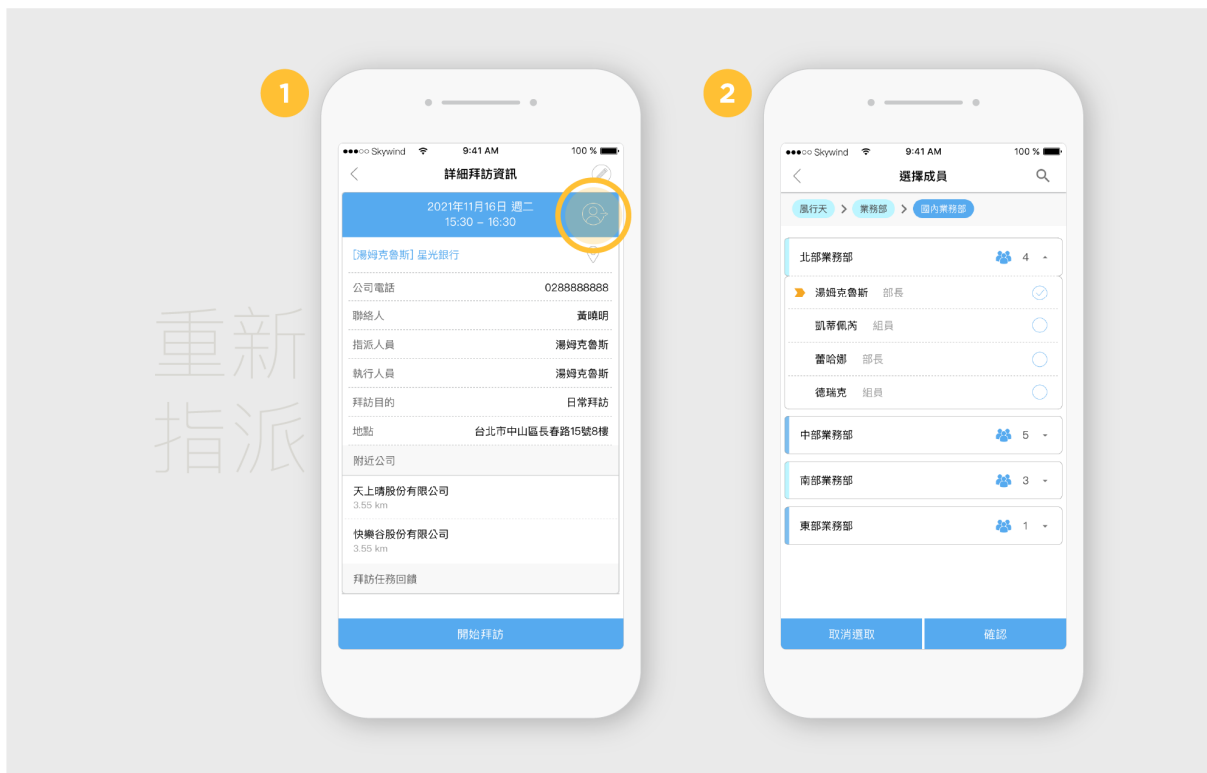 重新
指派
1
Skywind 9:41 AM 100 %
詳細拜訪資訊
2021年11月16日 週二
15:30 – 16:30
[湯姆克魯斯] 星光銀行
公司電話 0288888888
聯絡人 黃曉明
指派人員 湯姆克魯斯
執行人員 湯姆克魯斯
拜訪目的 日常拜訪
地點 台北市中山區長春路15號8樓
附近公司
天上晴股份有限公司
3.55 km
快樂谷股份有限公司
3.55 km
拜訪任務回饋
開始拜訪
2
Skywind 9:41 AM 100 %
選擇成員
風行天 > 業務部 > 國內業務部
北部業務部 4
湯姆克魯斯 部長
凱蒂佩芮 組員
蕾哈娜 部長
德瑞克 組員
中部業務部 5
南部業務部 3
東部業務部 1
取消選取 確認